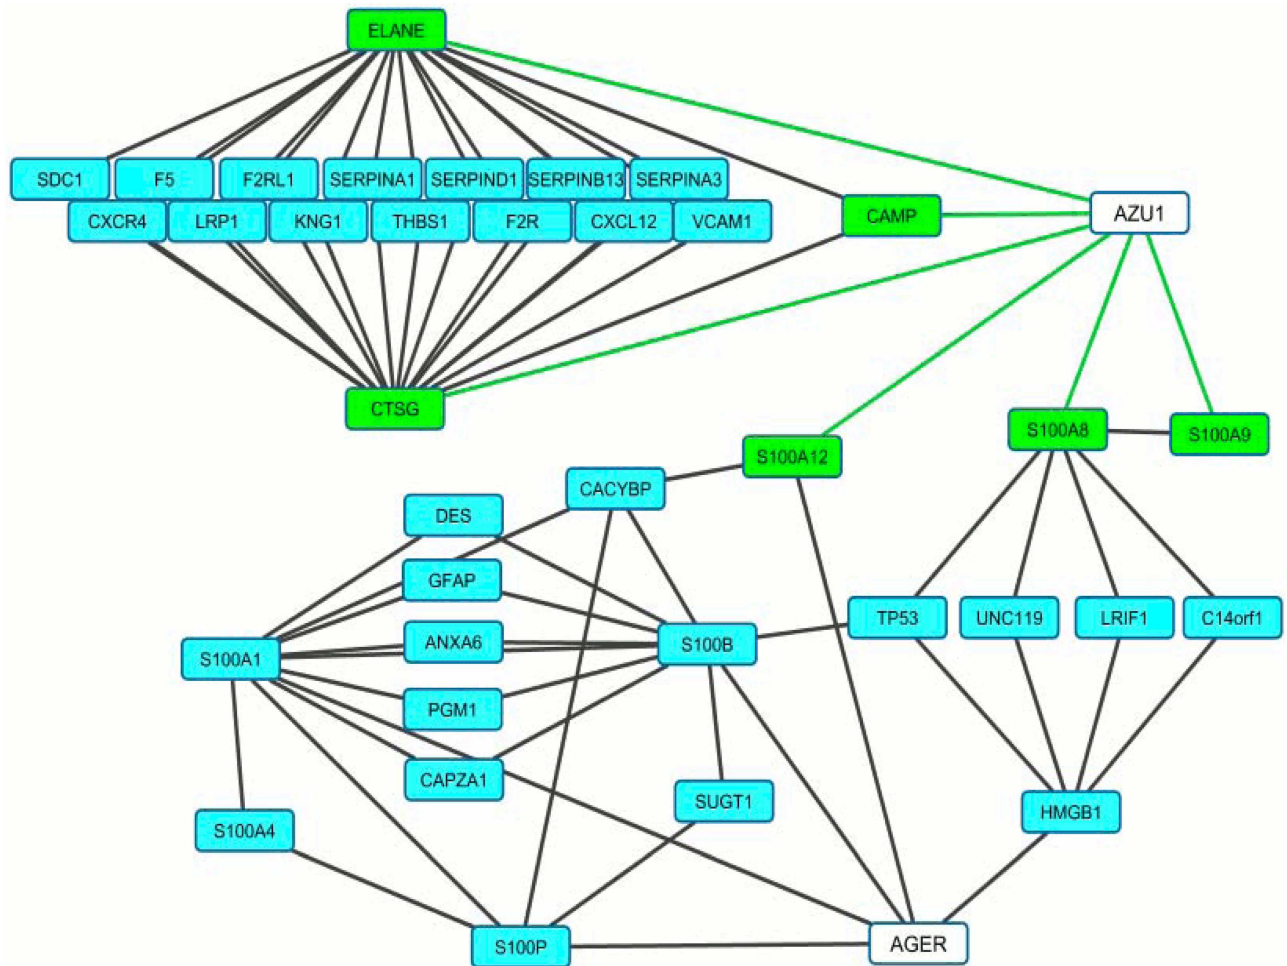 ELANE
SDC1
F5
F2RL1
SERPINA1
SERPIND1
SERPINB13
SERPINA3
CXCR4
LRP1
KNG1
THBS1
F2R
CXCL12
VCAM1
CAMP
AZU1
CTSG
S100A8
S100A9
S100A12
CACYBP
DES
GFAP
TP53
UNC119
LRIF1
C14orf1
ANXA6
S100B
S100A1
PGM1
CAPZA1
SUGT1
HMGB1
S100A4
S100P
AGER